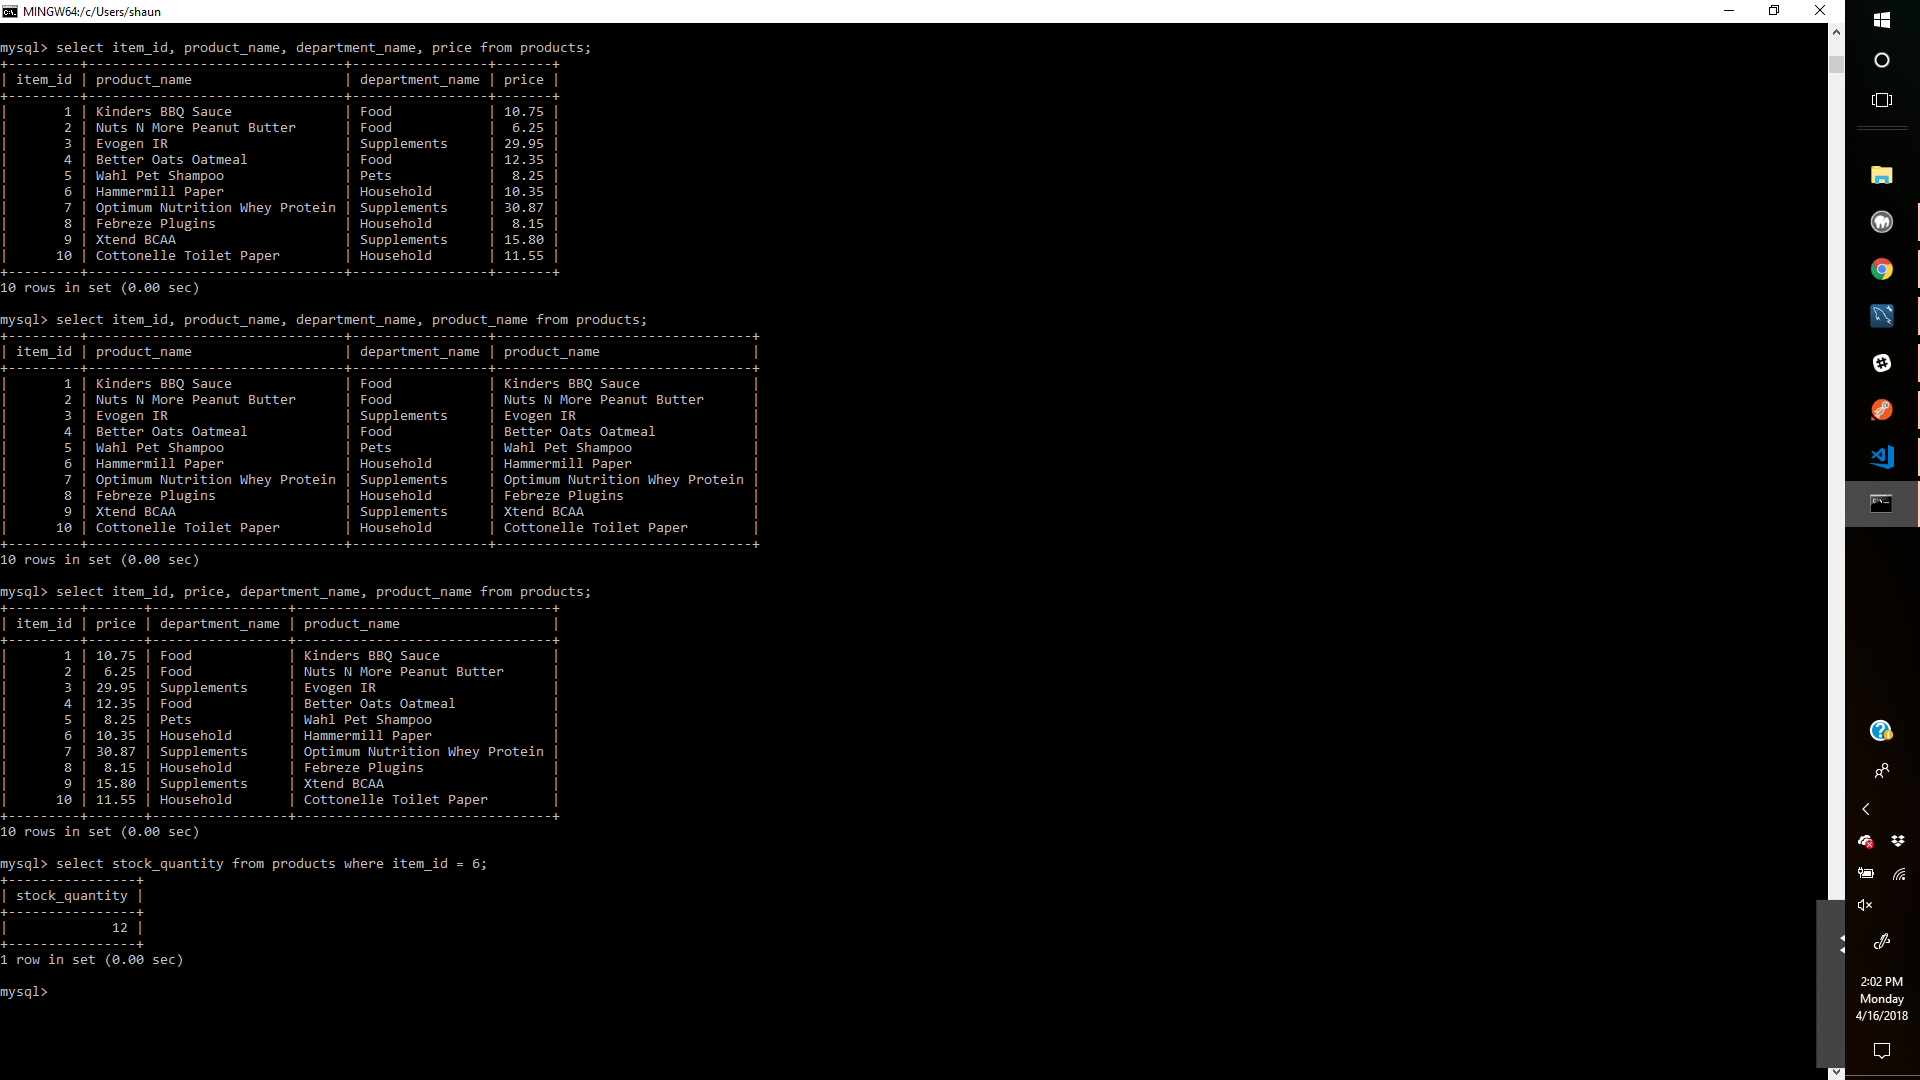 MINGW64:/c/Users/shaun
mysql> select item_id, product_name, department_name, price from products;
+---------+--------------------------------+-----------------+-------+
| item_id | product_name                   | department_name | price |
+---------+--------------------------------+-----------------+-------+
|       1 | Kinders BBQ Sauce              | Food            | 10.75 |
|       2 | Nuts N More Peanut Butter      | Food            |  6.25 |
|       3 | Evogen IR                      | Supplements     | 29.95 |
|       4 | Better Oats Oatmeal            | Food            | 12.35 |
|       5 | Wahl Pet Shampoo               | Pets            |  8.25 |
|       6 | Hammermill Paper               | Household       | 10.35 |
|       7 | Optimum Nutrition Whey Protein | Supplements     | 30.87 |
|       8 | Febreze Plugins                | Household       |  8.15 |
|       9 | Xtend BCAA                     | Supplements     | 15.80 |
|      10 | Cottonelle Toilet Paper        | Household       | 11.55 |
+---------+--------------------------------+-----------------+-------+
10 rows in set (0.00 sec)
mysql> select item_id, product_name, department_name, product_name from products;
+---------+--------------------------------+-----------------+--------------------------------+
| item_id | product_name                   | department_name | product_name                   |
+---------+--------------------------------+-----------------+--------------------------------+
|       1 | Kinders BBQ Sauce              | Food            | Kinders BBQ Sauce              |
|       2 | Nuts N More Peanut Butter      | Food            | Nuts N More Peanut Butter      |
|       3 | Evogen IR                      | Supplements     | Evogen IR                      |
|       4 | Better Oats Oatmeal            | Food            | Better Oats Oatmeal            |
|       5 | Wahl Pet Shampoo               | Pets            | Wahl Pet Shampoo               |
|       6 | Hammermill Paper               | Household       | Hammermill Paper               |
|       7 | Optimum Nutrition Whey Protein | Supplements     | Optimum Nutrition Whey Protein |
|       8 | Febreze Plugins                | Household       | Febreze Plugins                |
|       9 | Xtend BCAA                     | Supplements     | Xtend BCAA                     |
|      10 | Cottonelle Toilet Paper        | Household       | Cottonelle Toilet Paper        |
+---------+--------------------------------+-----------------+--------------------------------+
10 rows in set (0.00 sec)
mysql> select item_id, price, department_name, product_name from products;
+---------+-------+-----------------+--------------------------------+
| item_id | price | department_name | product_name                   |
+---------+-------+-----------------+--------------------------------+
|       1 | 10.75 | Food            | Kinders BBQ Sauce              |
|       2 |  6.25 | Food            | Nuts N More Peanut Butter      |
|       3 | 29.95 | Supplements     | Evogen IR                      |
|       4 | 12.35 | Food            | Better Oats Oatmeal            |
|       5 |  8.25 | Pets            | Wahl Pet Shampoo               |
|       6 | 10.35 | Household       | Hammermill Paper               |
|       7 | 30.87 | Supplements     | Optimum Nutrition Whey Protein |
|       8 |  8.15 | Household       | Febreze Plugins                |
|       9 | 15.80 | Supplements     | Xtend BCAA                     |
|      10 | 11.55 | Household       | Cottonelle Toilet Paper        |
+---------+-------+-----------------+--------------------------------+
10 rows in set (0.00 sec)
mysql> select stock_quantity from products where item_id = 6;
+----------------+
| stock_quantity |
+----------------+
|             12 |
+----------------+
1 row in set (0.00 sec)
mysql>
2:02 PM
Monday
4/16/2018